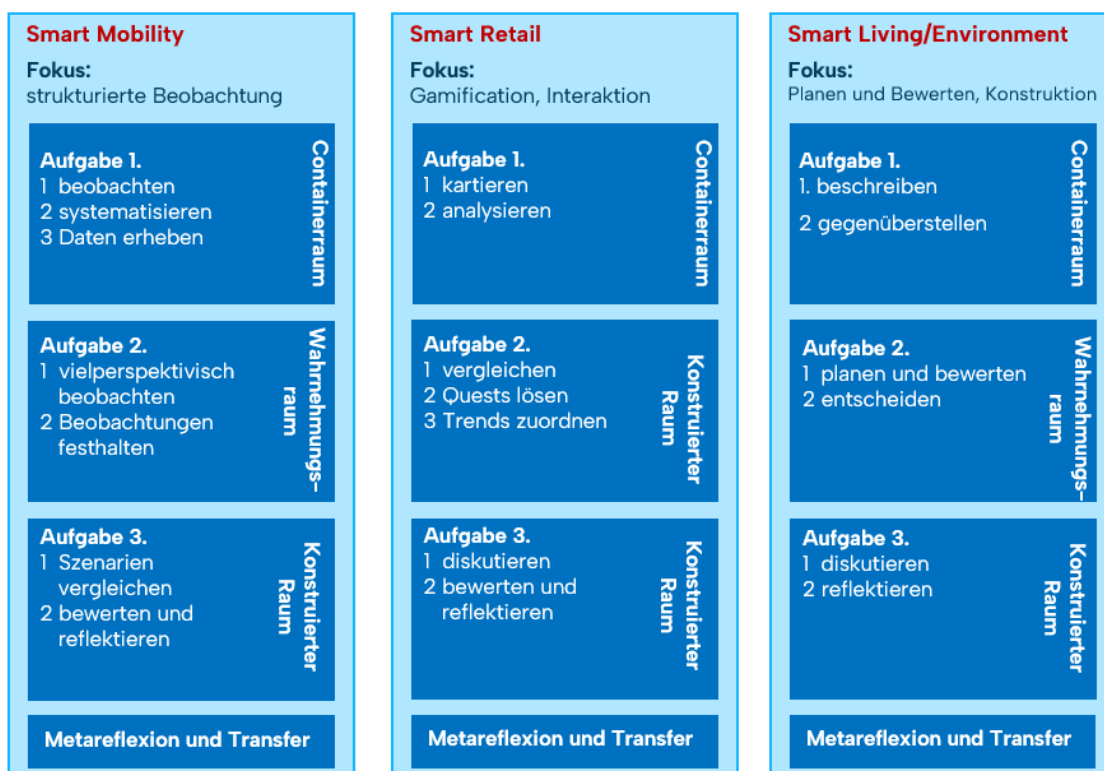 Smart Mobility
Fokus:
strukturierte Beobachtung
Aufgabe 1.
1 beobachten
2 systematisieren
3 Daten erheben
Containerraum
Aufgabe 2.
1 vielperspektivisch
beobachten
2 Beobachtungen
festhalten
Wahrnehmungs-
raum
Aufgabe 3.
1 Szenarien
vergleichen
2 bewerten und
reflektieren
Konstruierter
Raum
Metareflexion und Transfer
Smart Retail
Fokus:
Gamification, Interaktion
Aufgabe 1.
1 kartieren
2 analysieren
Containerraum
Aufgabe 2.
1 vergleichen
2 Quests lösen
3 Trends zuordnen
Konstruierter
Raum
Aufgabe 3.
1 diskutieren
2 bewerten und
reflektieren
Konstruierter
Raum
Metareflexion und Transfer
Smart Living/Environment
Fokus:
Planen und Bewerten, Konstruktion
Aufgabe 1.
1. beschreiben
2 gegenüberstellen
Containerraum
Aufgabe 2.
1 planen und bewerten
2 entscheiden
Wahrnehmungs-
raum
Aufgabe 3.
1 diskutieren
2 reflektieren
Konstruierter
Raum
Metareflexion und Transfer